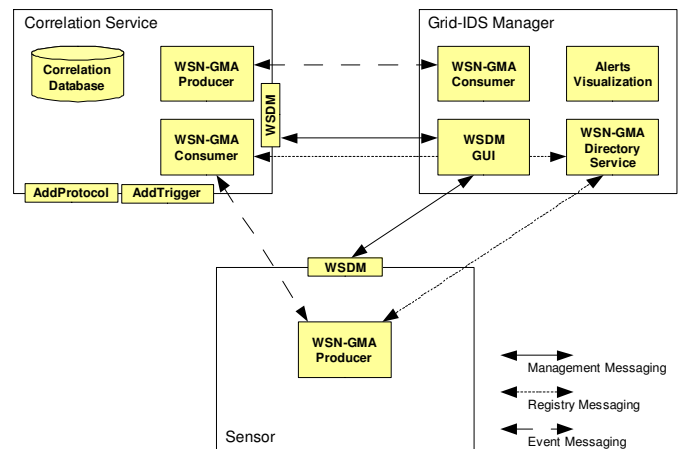 Correlation Service
Grid-IDS Manager
Correlation
Database
WSN-GMA
Producer
WSN-GMA
Consumer
Alerts
Visualization
WSDM
WSN-GMA
Consumer
WSDM
GUI
WSN-GMA
Directory
Service
AddProtocol
AddTrigger
WSDM
WSN-GMA
Producer
Management Messaging
Registry Messaging
Event Messaging
Sensor